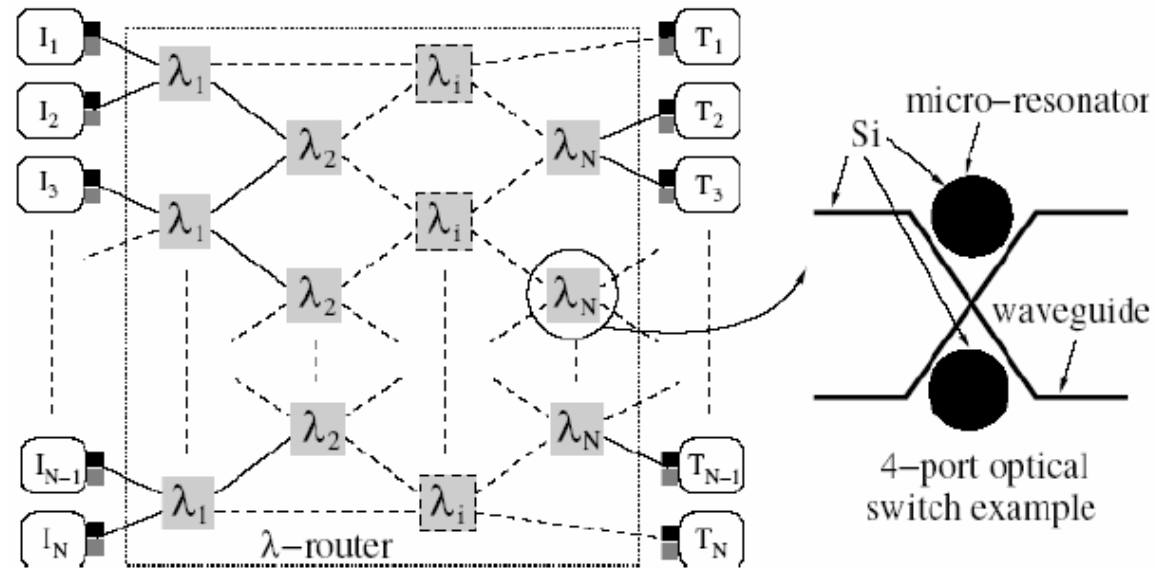 I1
λ1
λi
T1
I2
λ2
λN
T2
I3
λ1
λi
T3
λ2
λN
λ2
λN
IN−1
λ1
λi
TN−1
IN
λ−router
TN
micro−resonator
Si
waveguide
4−port optical
switch example